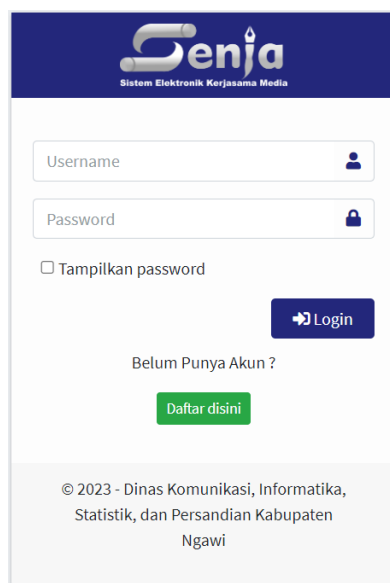 Senja
Sistem Elektronik Kerjasama Media
Username
Password
Tampilkan password
Login
Belum Punya Akun ?
Daftar disini
© 2023 - Dinas Komunikasi, Informatika,
Statistik, dan Persandian Kabupaten
Ngawi